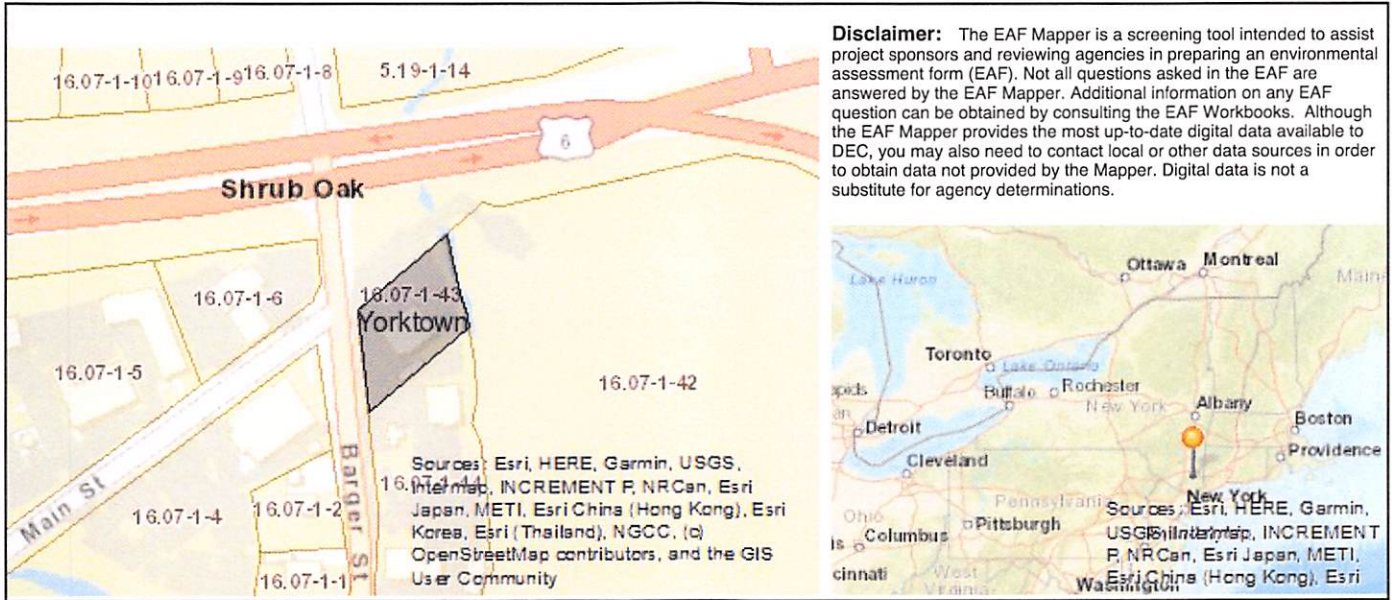 Disclaimer: The EAF Mapper is a screening tool intended to assist
project sponsors and reviewing agencies in preparing an environmental
assessment form (EAF). Not all questions asked in the EAF are
answered by the EAF Mapper. Additional information on any EAF
question can be obtained by consulting the EAF Workbooks. Although
the EAF Mapper provides the most up-to-date digital data available to
DEC, you may also need to contact local or other data sources in order
to obtain data not provided by the Mapper. Digital data is not a
substitute for agency determinations.
16.07-1-10
16.07-1-9
16.07-1-8
5.19-1-14
6
Shrub Oak
16.07-1-6
16.07-1-43
Yorktown
16.07-1-5
16.07-1-42
Main St
16.07-1-4
16.07-1-2
16.07-1-1
Barger St
Sources: Esri, HERE, Garmin, USGS,
Intermap, INCREMENT P, NRCan, Esri
Japan, METI, Esri China (Hong Kong), Esri
Korea, Esri (Thailand), NGCC, (c)
OpenStreetMap contributors, and the GIS
User Community
Ottawa
Montreal
Maine
Lake Huron
Toronto
Lake Ontario
Buffalo
Rochester
New York
Albany
Boston
Providence
Detroit
Cleveland
New York
Pennsylvania
Pittsburgh
Ohio
Columbus
cinnati
West
Virginia
Washington
Sources: Esri, HERE, Garmin,
USGS, Intermap, INCREMENT
P, NRCan, Esri Japan, METI,
Esri China (Hong Kong), Esri